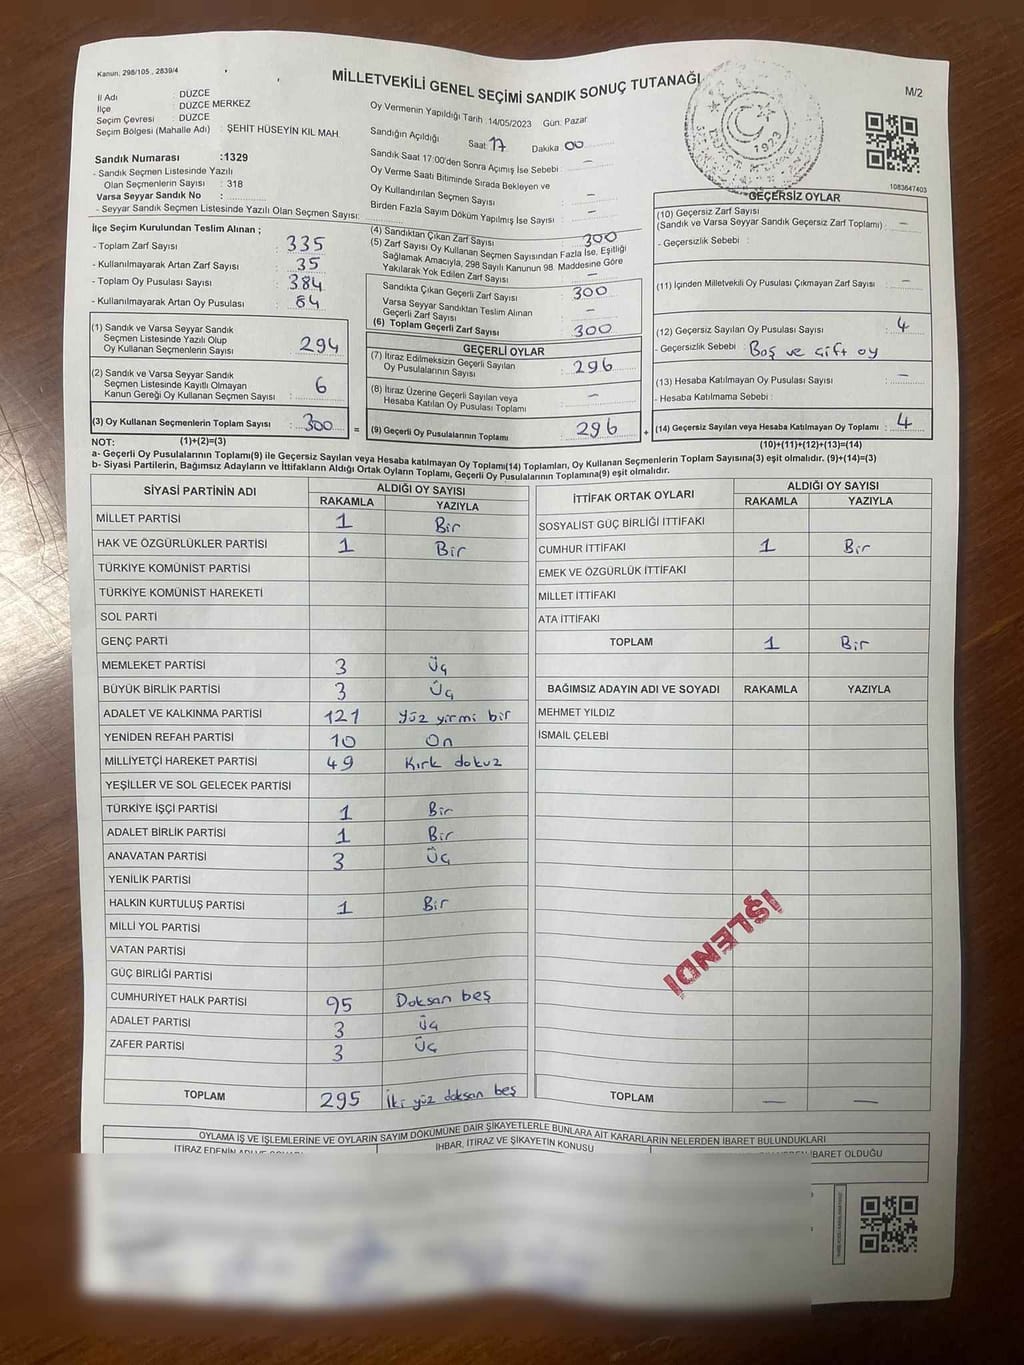 Kanun, 298/105 , 2839/4
MİLLETVEKİLİ GENEL SEÇİMİ SANDIK SONUÇ TUTANAĞI
M/2
İl Adı : DÜZCE
İlçe : DÜZCE MERKEZ
Seçim Çevresi : DÜZCE
Seçim Bölgesi (Mahalle Adı) : ŞEHİT HÜSEYİN KIL MAH.
Sandık Numarası :1329
- Sandık Seçmen Listesinde Yazılı
Olan Seçmenlerin Sayısı : 318
Varsa Seyyar Sandık No :
- Seyyar Sandık Seçmen Listesinde Yazılı Olan Seçmen Sayısı:
Oy Vermenin Yapıldığı Tarih :14/05/2023 Gün: Pazar
Sandığın Açıldığı Saat 17 Dakika 00
Sandık Saat 17:00'den Sonra Açımış İse Sebebi : –
Oy Verme Saati Bitiminde Sırada Bekleyen ve
Oy Kullandırılan Seçmen Sayısı –
Birden Fazla Sayım Döküm Yapılmış İse Sayısı –
1923
1083647403
İlçe Seçim Kurulundan Teslim Alınan ;
- Toplam Zarf Sayısı : 335
- Kullanılmayarak Artan Zarf Sayısı : 35
- Toplam Oy Pusulası Sayısı : 384
- Kullanılmayarak Artan Oy Pusulası : 84
(1) Sandık ve Varsa Seyyar Sandık
Seçmen Listesinde Yazılı Olup
Oy Kullanan Seçmenlerin Sayısı : 294
(2) Sandık ve Varsa Seyyar Sandık
Seçmen Listesinde Kayıtlı Olmayan
Kanun Gereği Oy Kullanan Seçmen Sayısı : 6
(3) Oy Kullanan Seçmenlerin Toplam Sayısı : 300 =
(4) Sandıktan Çıkan Zarf Sayısı 300
(5) Zarf Sayısı Oy Kullanan Seçmen Sayısından Fazla İse, Eşitliği
Sağlamak Amacıyla, 298 Sayılı Kanunun 98. Maddesine Göre
Yakılarak Yok Edilen Zarf Sayısı : –
Sandıkta Çıkan Geçerli Zarf Sayısı : 300
Varsa Seyyar Sandıktan Teslim Alınan
Geçerli Zarf Sayısı : –
(6) Toplam Geçerli Zarf Sayısı 300
GEÇERLİ OYLAR
(7) İtiraz Edilmeksizin Geçerli Sayılan
Oy Pusulalarının Sayısı : 296
(8) İtiraz Üzerine Geçerli Sayılan veya
Hesaba Katılan Oy Pusulası Toplamı : –
(9) Geçerli Oy Pusulalarının Toplamı : 296 +
GEÇERSİZ OYLAR
(10) Geçersiz Zarf Sayısı
(Sandık ve Varsa Seyyar Sandık Geçersiz Zarf Toplamı) : –
- Geçersizlik Sebebi :
(11) İçinden Milletvekili Oy Pusulası Çıkmayan Zarf Sayısı : –
(12) Geçersiz Sayılan Oy Pusulası Sayısı : 4
- Geçersizlik Sebebi : Boş ve çift oy
(13) Hesaba Katılmayan Oy Pusulası Sayısı : –
- Hesaba Katılmama Sebebi :
(14) Geçersiz Sayılan veya Hesaba Katılmayan Oy Toplamı : 4
NOT: (1)+(2)=(3)
(10)+(11)+(12)+(13)=(14)
a- Geçerli Oy Pusulalarının Toplamı(9) ile Geçersiz Sayılan veya Hesaba katılmayan Oy Toplamı(14) Toplamları, Oy Kullanan Seçmenlerin Toplam Sayısına(3) eşit olmalıdır. (9)+(14)=(3)
b- Siyasi Partilerin, Bağımsız Adayların ve İttifakların Aldığı Ortak Oyların Toplamı, Geçerli Oy Pusulalarının Toplamına(9) eşit olmalıdır.
SİYASİ PARTİNİN ADI ALDIĞI OY SAYISI
RAKAMLA YAZIYLA
MİLLET PARTİSİ 1 Bir
HAK VE ÖZGÜRLÜKLER PARTİSİ 1 Bir
TÜRKİYE KOMÜNİST PARTİSİ
TÜRKİYE KOMÜNİST HAREKETİ
SOL PARTİ
GENÇ PARTİ
MEMLEKET PARTİSİ 3 Üç
BÜYÜK BİRLİK PARTİSİ 3 Üç
ADALET VE KALKINMA PARTİSİ 121 Yüz yirmi bir
YENİDEN REFAH PARTİSİ 10 On
MİLLİYETÇİ HAREKET PARTİSİ 49 Kırk dokuz
YEŞİLLER VE SOL GELECEK PARTİSİ
TÜRKİYE İŞÇİ PARTİSİ 1 Bir
ADALET BİRLİK PARTİSİ 1 Bir
ANAVATAN PARTİSİ 3 Üç
YENİLİK PARTİSİ
HALKIN KURTULUŞ PARTİSİ 1 Bir
MİLLİ YOL PARTİSİ
VATAN PARTİSİ
GÜÇ BİRLİĞİ PARTİSİ
CUMHURİYET HALK PARTİSİ 95 Doksan beş
ADALET PARTİSİ 3 Üç
ZAFER PARTİSİ 3 Üç
TOPLAM 295 İki yüz doksan beş
İTTİFAK ORTAK OYLARI ALDIĞI OY SAYISI
RAKAMLA YAZIYLA
SOSYALİST GÜÇ BİRLİĞİ İTTİFAKI
CUMHUR İTTİFAKI 1 Bir
EMEK VE ÖZGÜRLÜK İTTİFAKI
MİLLET İTTİFAKI
ATA İTTİFAKI
TOPLAM 1 Bir
BAĞIMSIZ ADAYIN ADI VE SOYADI RAKAMLA YAZIYLA
MEHMET YILDIZ
İSMAİL ÇELEBİ
İŞLENDİ
TOPLAM — —
OYLAMA İŞ VE İŞLEMLERINE VE OYLARIN SAYIM DÖKÜMÜNE DAİR ŞİKAYETLERLE BUNLARA AİT KARARLARIN NELERDEN İBARET BULUNDUKLARI
İHBAR, İTİRAZ VE ŞİKAYETİN KONUSU
İBARET OLDUĞU